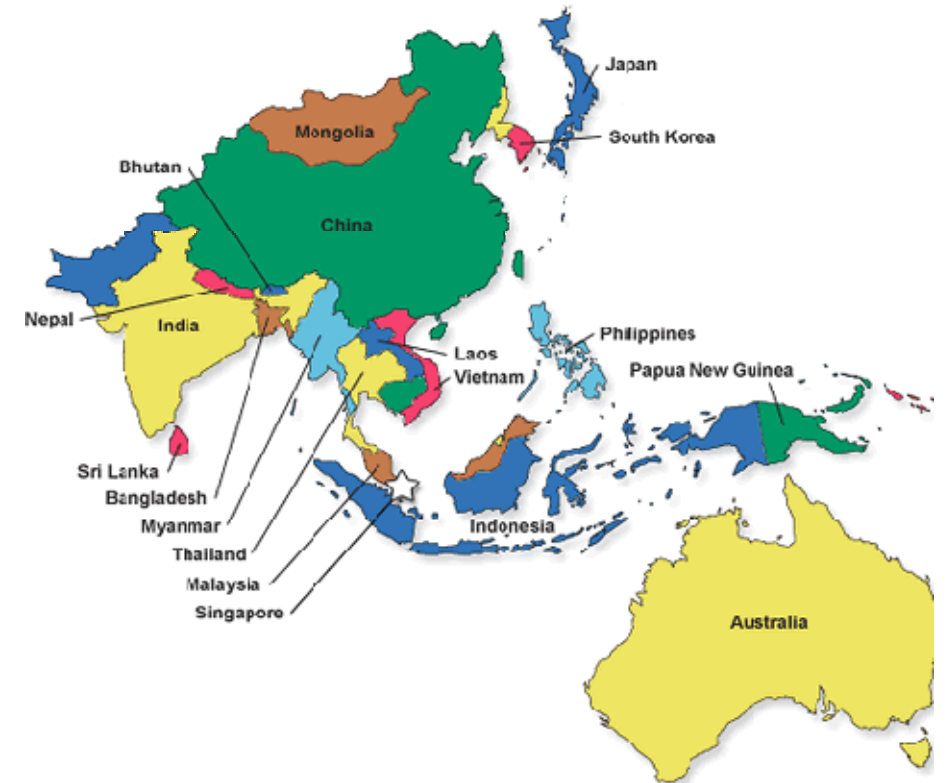 Japan
Mongolia
South Korea
Bhutan
China
Nepal
India
Philippines
Laos
Papua New Guinea
Vietnam
Sri Lanka
Bangladesh
Myanmar
Indonesia
Thailand
Malaysia
Singapore
Australia